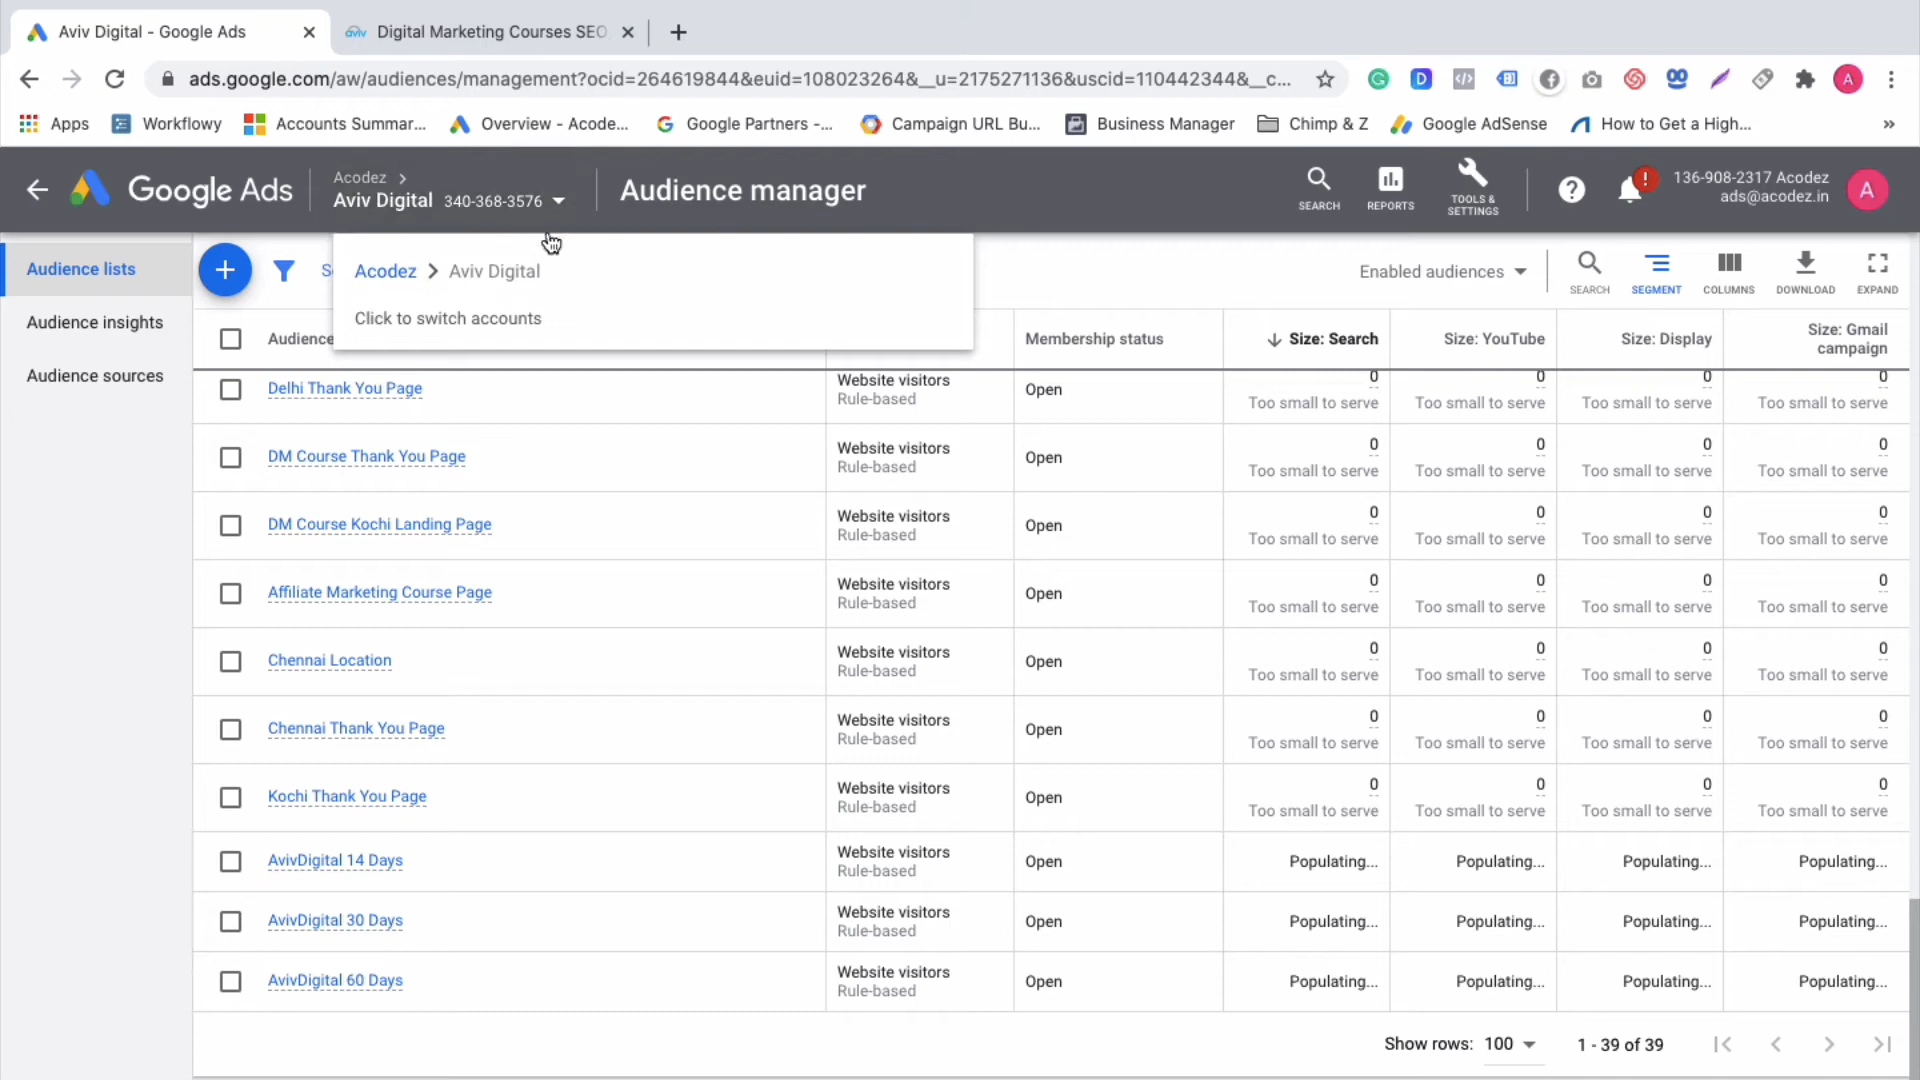 Aviv Digital - Google Ads
aviv Digital Marketing Courses SEO
ads.google.com/aw/audiences/management?ocid=264619844&euid=108023264&__u=2175271136&uscid=110442344&__c...
Apps
Workflowy
Accounts Summar...
Overview - Acode...
Google Partners -...
Campaign URL Bu...
Business Manager
Chimp & Z
Google AdSense
How to Get a High...
Google Ads
Acodez
Aviv Digital 340-368-3576
Audience manager
SEARCH
REPORTS
TOOLS &
SETTINGS
136-908-2317 Acodez
ads@acodez.in
A
Audience lists
Audience insights
Audience sources
Acodez > Aviv Digital
Click to switch accounts
Enabled audiences
SEARCH
SEGMENT
COLUMNS
DOWNLOAD
EXPAND
Audience
Membership status
Size: Search
Size: YouTube
Size: Display
Size: Gmail
campaign
Delhi Thank You Page Website visitors Open 0 0 0 0
Rule-based Too small to serve Too small to serve Too small to serve Too small to serve
DM Course Thank You Page Website visitors Open 0 0 0 0
Rule-based Too small to serve Too small to serve Too small to serve Too small to serve
DM Course Kochi Landing Page Website visitors Open 0 0 0 0
Rule-based Too small to serve Too small to serve Too small to serve Too small to serve
Affiliate Marketing Course Page Website visitors Open 0 0 0 0
Rule-based Too small to serve Too small to serve Too small to serve Too small to serve
Chennai Location Website visitors Open 0 0 0 0
Rule-based Too small to serve Too small to serve Too small to serve Too small to serve
Chennai Thank You Page Website visitors Open 0 0 0 0
Rule-based Too small to serve Too small to serve Too small to serve Too small to serve
Kochi Thank You Page Website visitors Open 0 0 0 0
Rule-based Too small to serve Too small to serve Too small to serve Too small to serve
AvivDigital 14 Days Website visitors Open Populating... Populating... Populating... Populating...
Rule-based
AvivDigital 30 Days Website visitors Open Populating... Populating... Populating... Populating...
Rule-based
AvivDigital 60 Days Website visitors Open Populating... Populating... Populating... Populating...
Rule-based
Show rows: 100 1 - 39 of 39